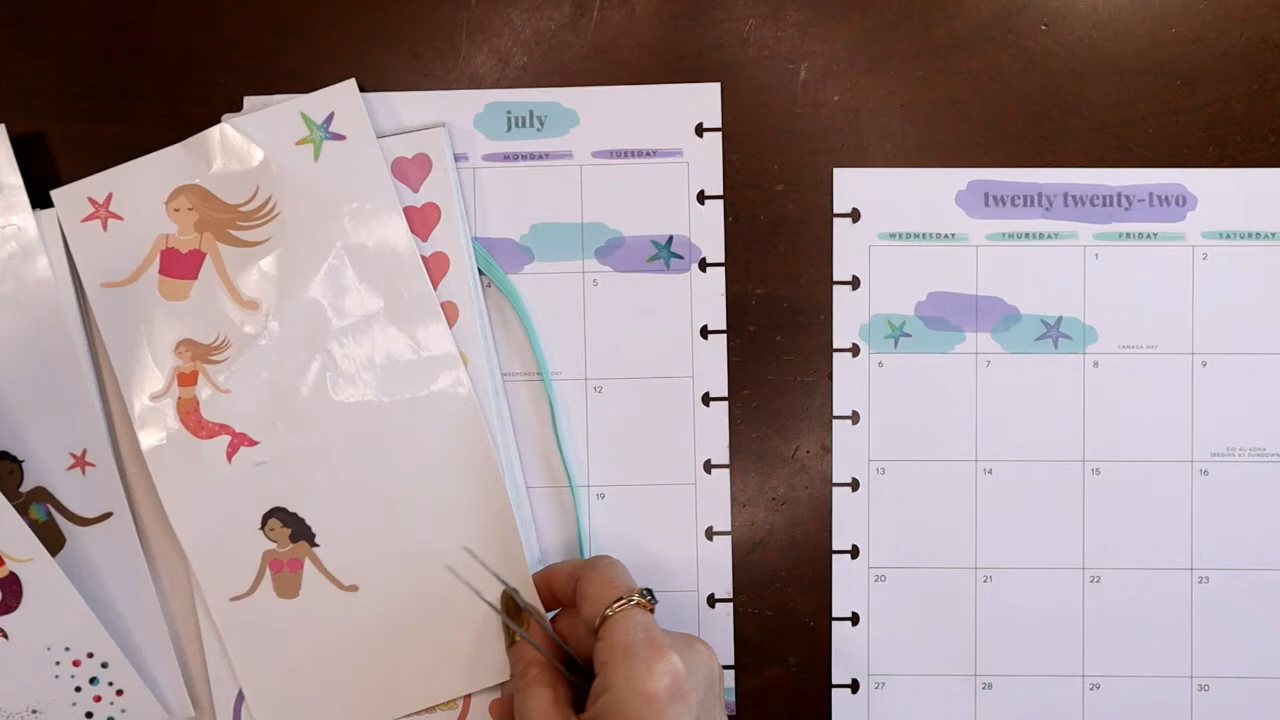 july
MONDAY TUESDAY
4 5
INDEPENDENCE DAY
12
19
twenty twenty-two
WEDNESDAY THURSDAY FRIDAY SATURDAY
1 2
CANADA DAY
6 7 8 9
EID AL-ADHA
(BEGINS AT SUNDOWN)
13 14 15 16
20 21 22 23
27 28 29 30